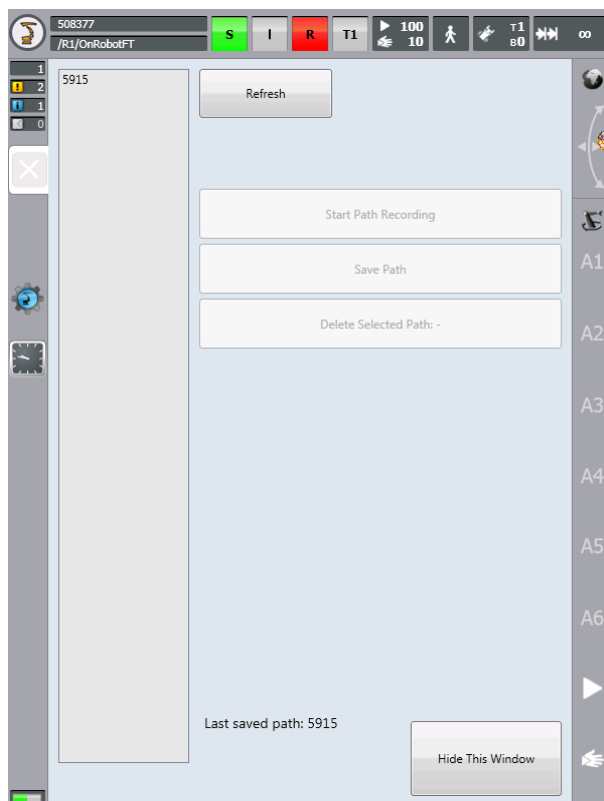 508377
/R1/OnRobotFT
S I R T1 100 10 T1 B0 ∞
1
2
1
0
5915
Refresh
Start Path Recording
Save Path
Delete Selected Path: -
A1
A2
A3
A4
A5
A6
Last saved path: 5915
Hide This Window